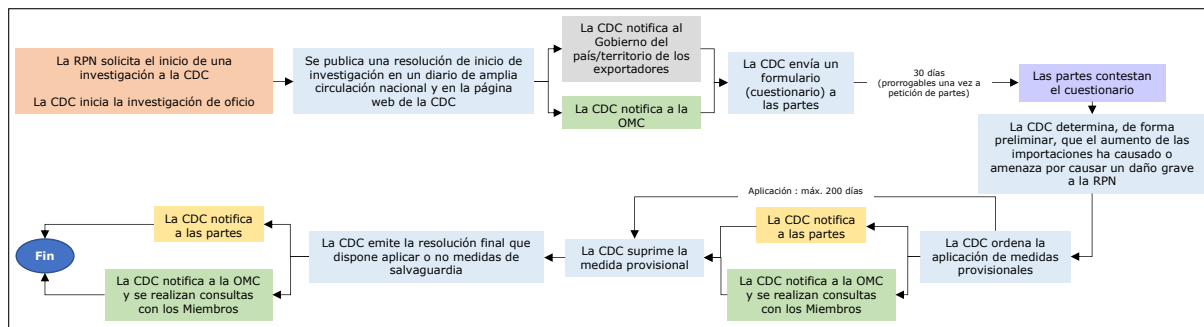 La RPN solicita el inicio de una
investigación a la CDC
La CDC inicia la investigación de oficio
Se publica una resolución de inicio de
investigación en un diario de amplia
circulación nacional y en la página
web de la CDC
La CDC notifica al
Gobierno del
país/territorio de los
exportadores
La CDC notifica a la
OMC
La CDC envía un
formulario
(cuestionario) a
las partes
30 días
(prorrogables una vez a
petición de partes)
Las partes contestan
el cuestionario
La CDC determina, de forma
preliminar, que el aumento de las
importaciones ha causado o
amenaza por causar un daño grave
a la RPN
La CDC ordena la
aplicación de medidas
provisionales
Aplicación : máx. 200 días
La CDC notifica
a las partes
La CDC notifica a la OMC
y se realizan consultas
con los Miembros
La CDC suprime la
medida provisional
La CDC emite la resolución final que
dispone aplicar o no medidas de
salvaguardia
La CDC notifica
a las partes
La CDC notifica a la OMC
y se realizan consultas
con los Miembros
Fin